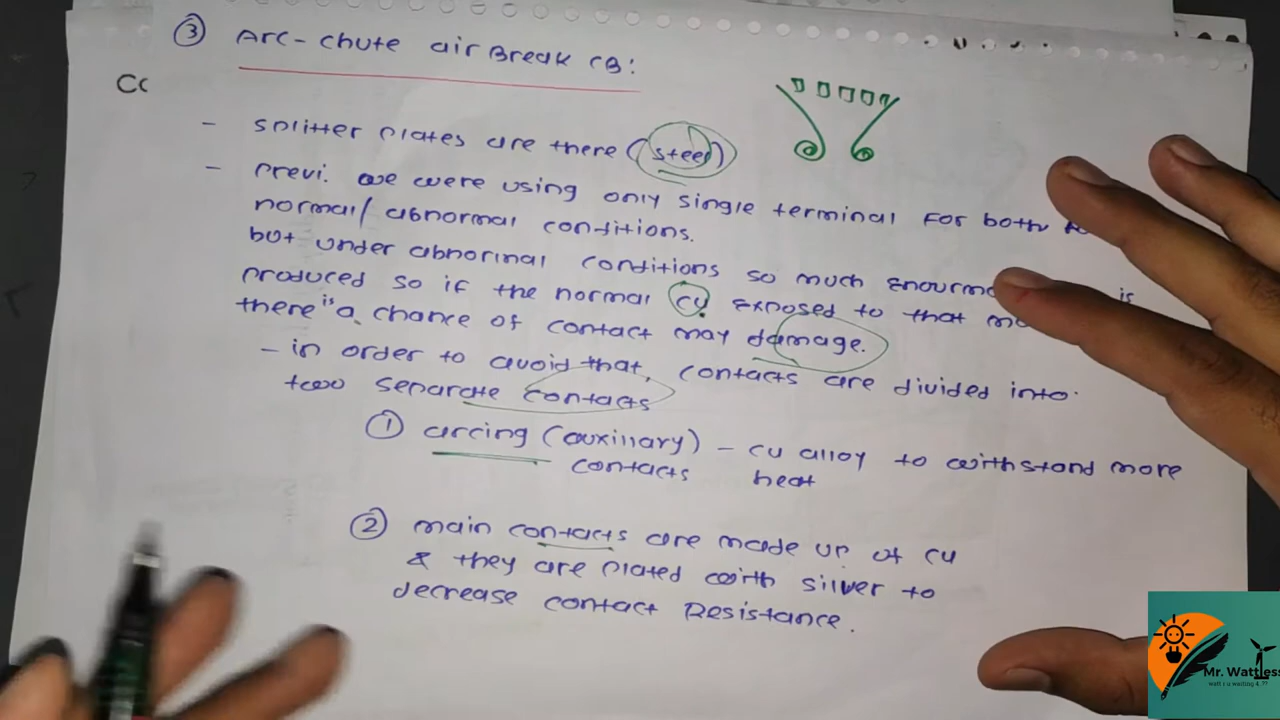 ③ Arc-chute air Break CB:
CC
- splitter plates are there (steel)
- previ. we were using only single terminal for both
normal/abnormal conditions.
but under abnormal conditions so much is
produced so if the normal cu exposed to that
there is a chance of contact may damage.
- in order to avoid that, contacts are divided into
two separate contacts
① arcing (auxillary) - cu alloy to withstand more
contacts heat
② main contacts are made up of cu
& they are plated with silver to
decrease contact Resistance.
Mr. Wattless
watt r u waiting 4 ??